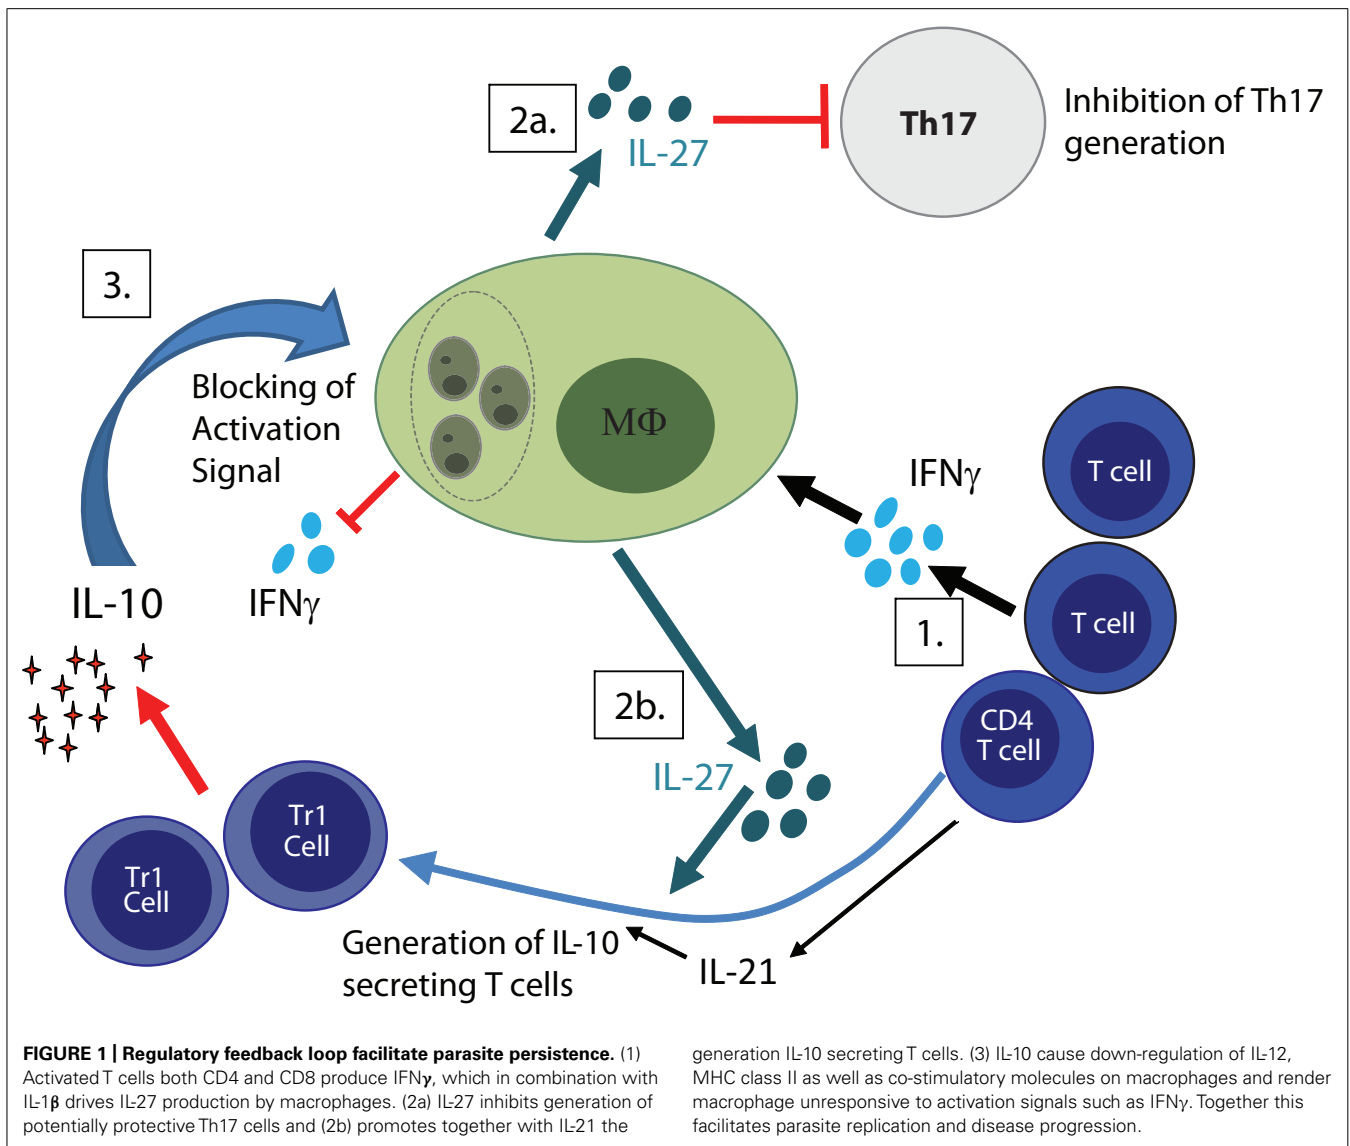 2a.
IL-27
Th17
Inhibition of Th17
generation
3.
Blocking of
Activation
Signal
MΦ
IFNγ
T cell
T cell
1.
CD4
T cell
IL-10
IFNγ
2b.
IL-27
Tr1
Cell
Tr1
Cell
Generation of IL-10
secreting T cells
IL-21
FIGURE 1 | Regulatory feedback loop facilitate parasite persistence. (1)
Activated T cells both CD4 and CD8 produce IFNγ, which in combination with
IL-1β drives IL-27 production by macrophages. (2a) IL-27 inhibits generation of
potentially protective Th17 cells and (2b) promotes together with IL-21 the
generation IL-10 secreting T cells. (3) IL-10 cause down-regulation of IL-12,
MHC class II as well as co-stimulatory molecules on macrophages and render
macrophage unresponsive to activation signals such as IFNγ. Together this
facilitates parasite replication and disease progression.